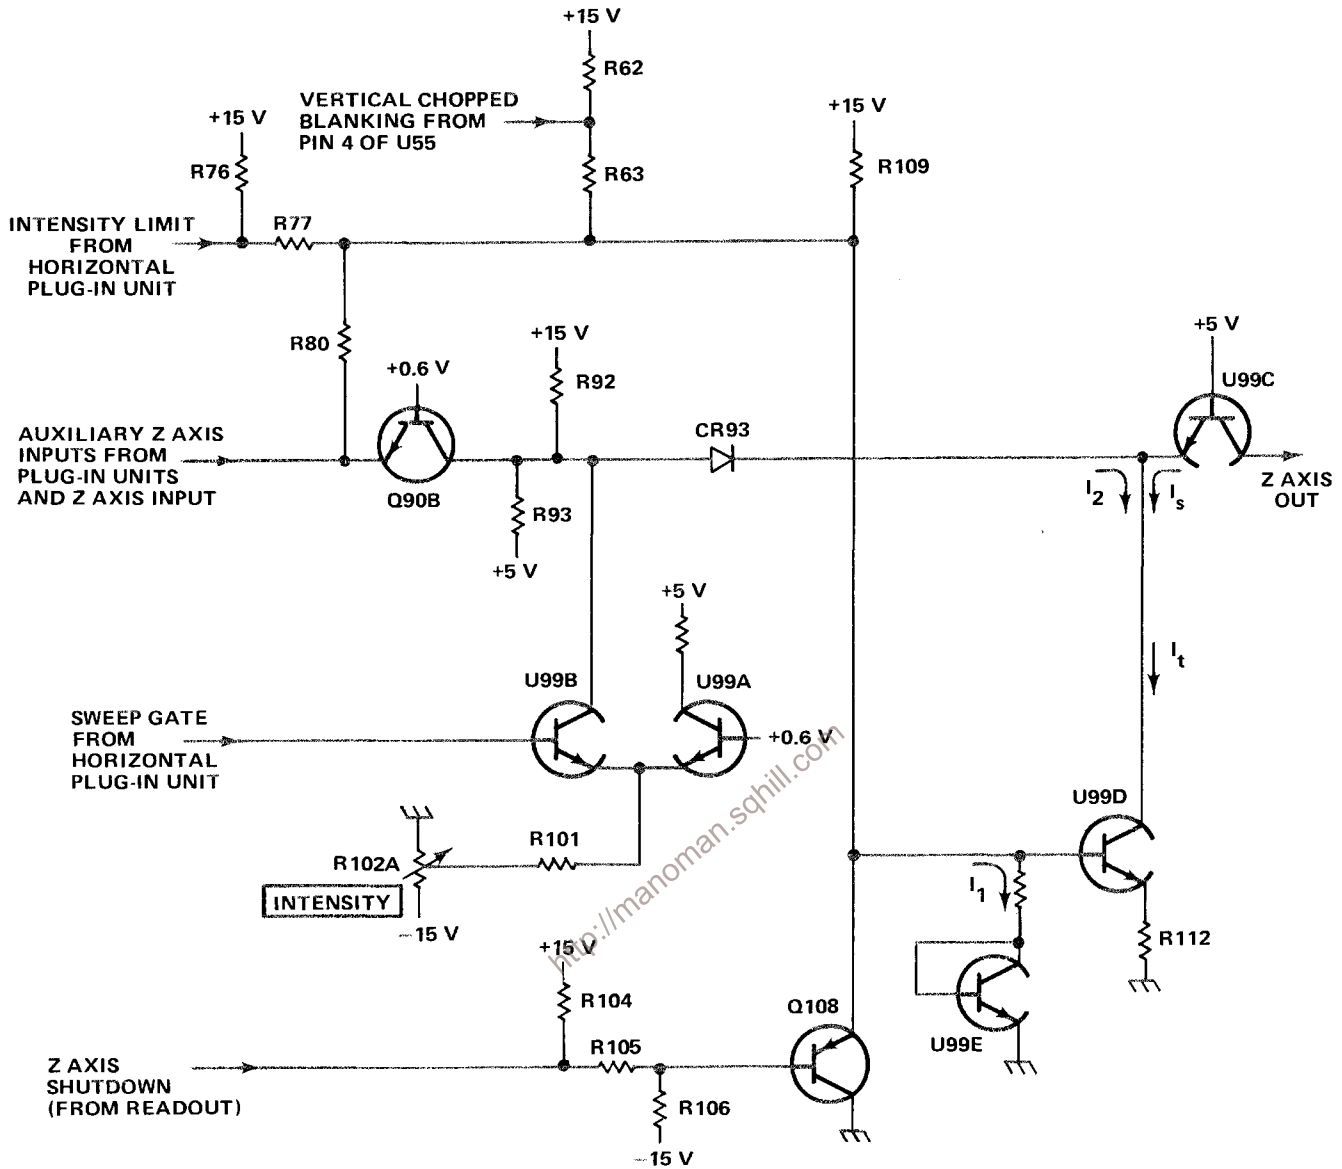 +15 V
R62
VERTICAL CHOPPED
BLANKING FROM
PIN 4 OF U55
+15 V
+15 V
R76
R63
R109
INTENSITY LIMIT
FROM
HORIZONTAL
PLUG-IN UNIT
R77
R80
+15 V
+5 V
+0.6 V
R92
U99C
AUXILIARY Z AXIS
INPUTS FROM
PLUG-IN UNITS
AND Z AXIS INPUT
CR93
Q90B
R93
I2
Is
Z AXIS
OUT
+5 V
+5 V
It
U99B
U99A
SWEEP GATE
FROM
HORIZONTAL
PLUG-IN UNIT
+0.6 V
U99D
R101
R102A
INTENSITY
I1
−15 V
+15 V
R112
http://manoman.sqhill.com
R104
Q108
R105
U99E
Z AXIS
SHUTDOWN
(FROM READOUT)
R106
−15 V